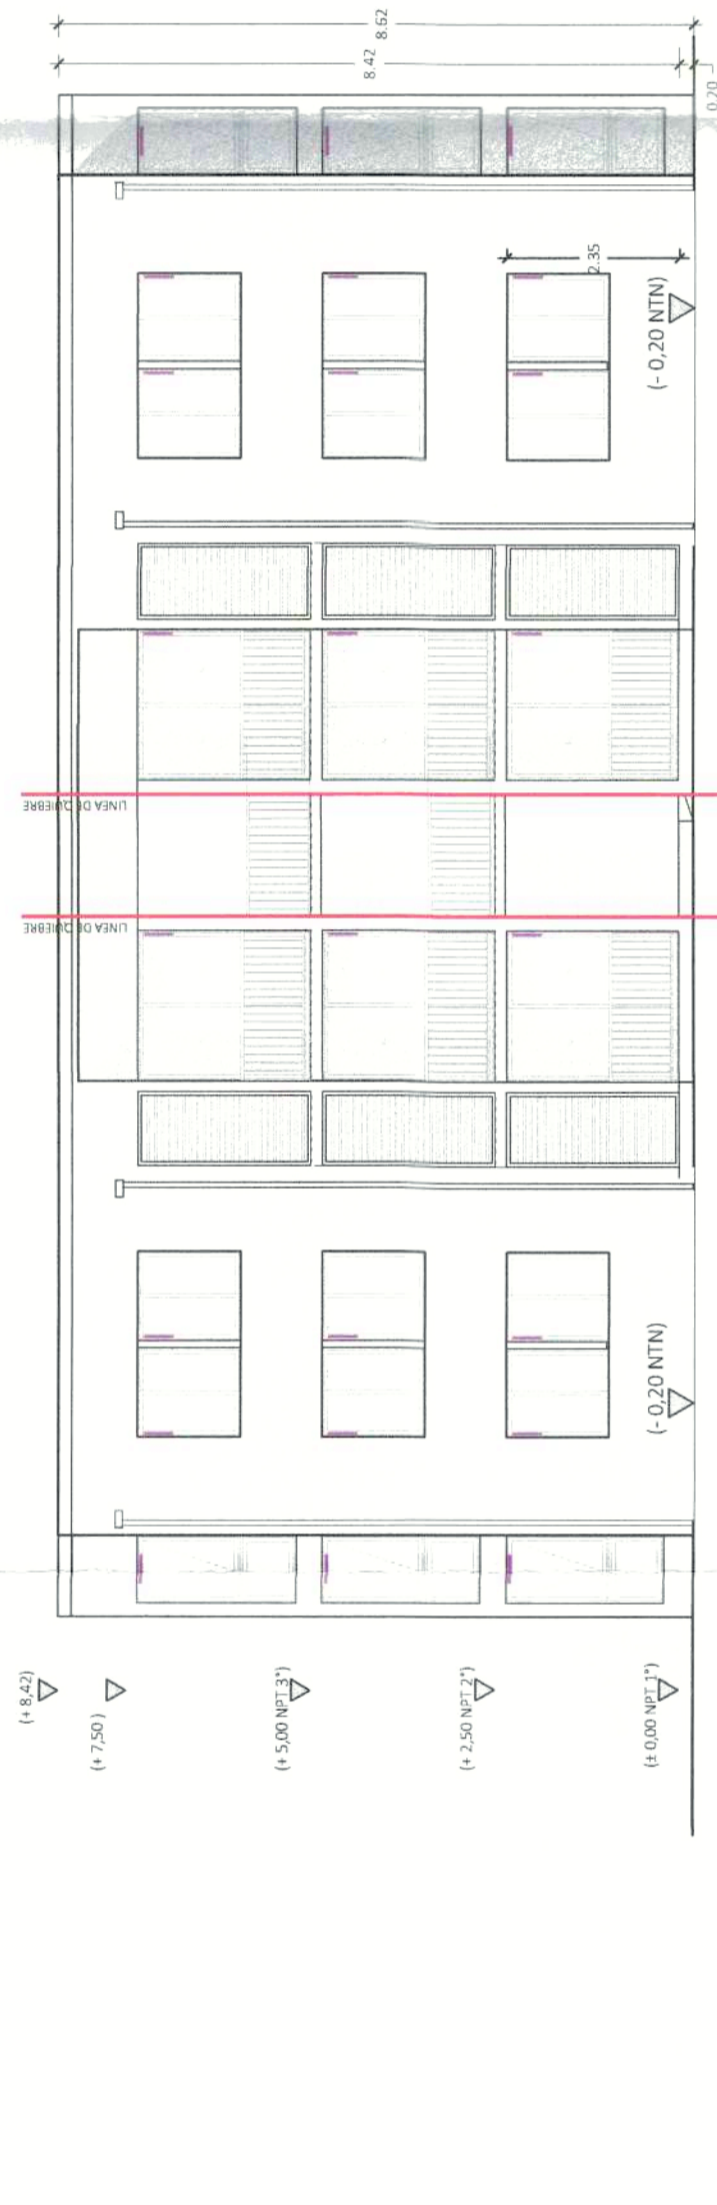 8.62
8.42
0.20
2.35
(- 0,20 NTN)
LINEA DE QUIEBRE
LINEA DE QUIEBRE
(- 0,20 NTN)
(+ 8,42)
(+ 7,50 )
(+ 5,00 NPT 3°)
(+ 2,50 NPT 2°)
(± 0,00 NPT 1°)